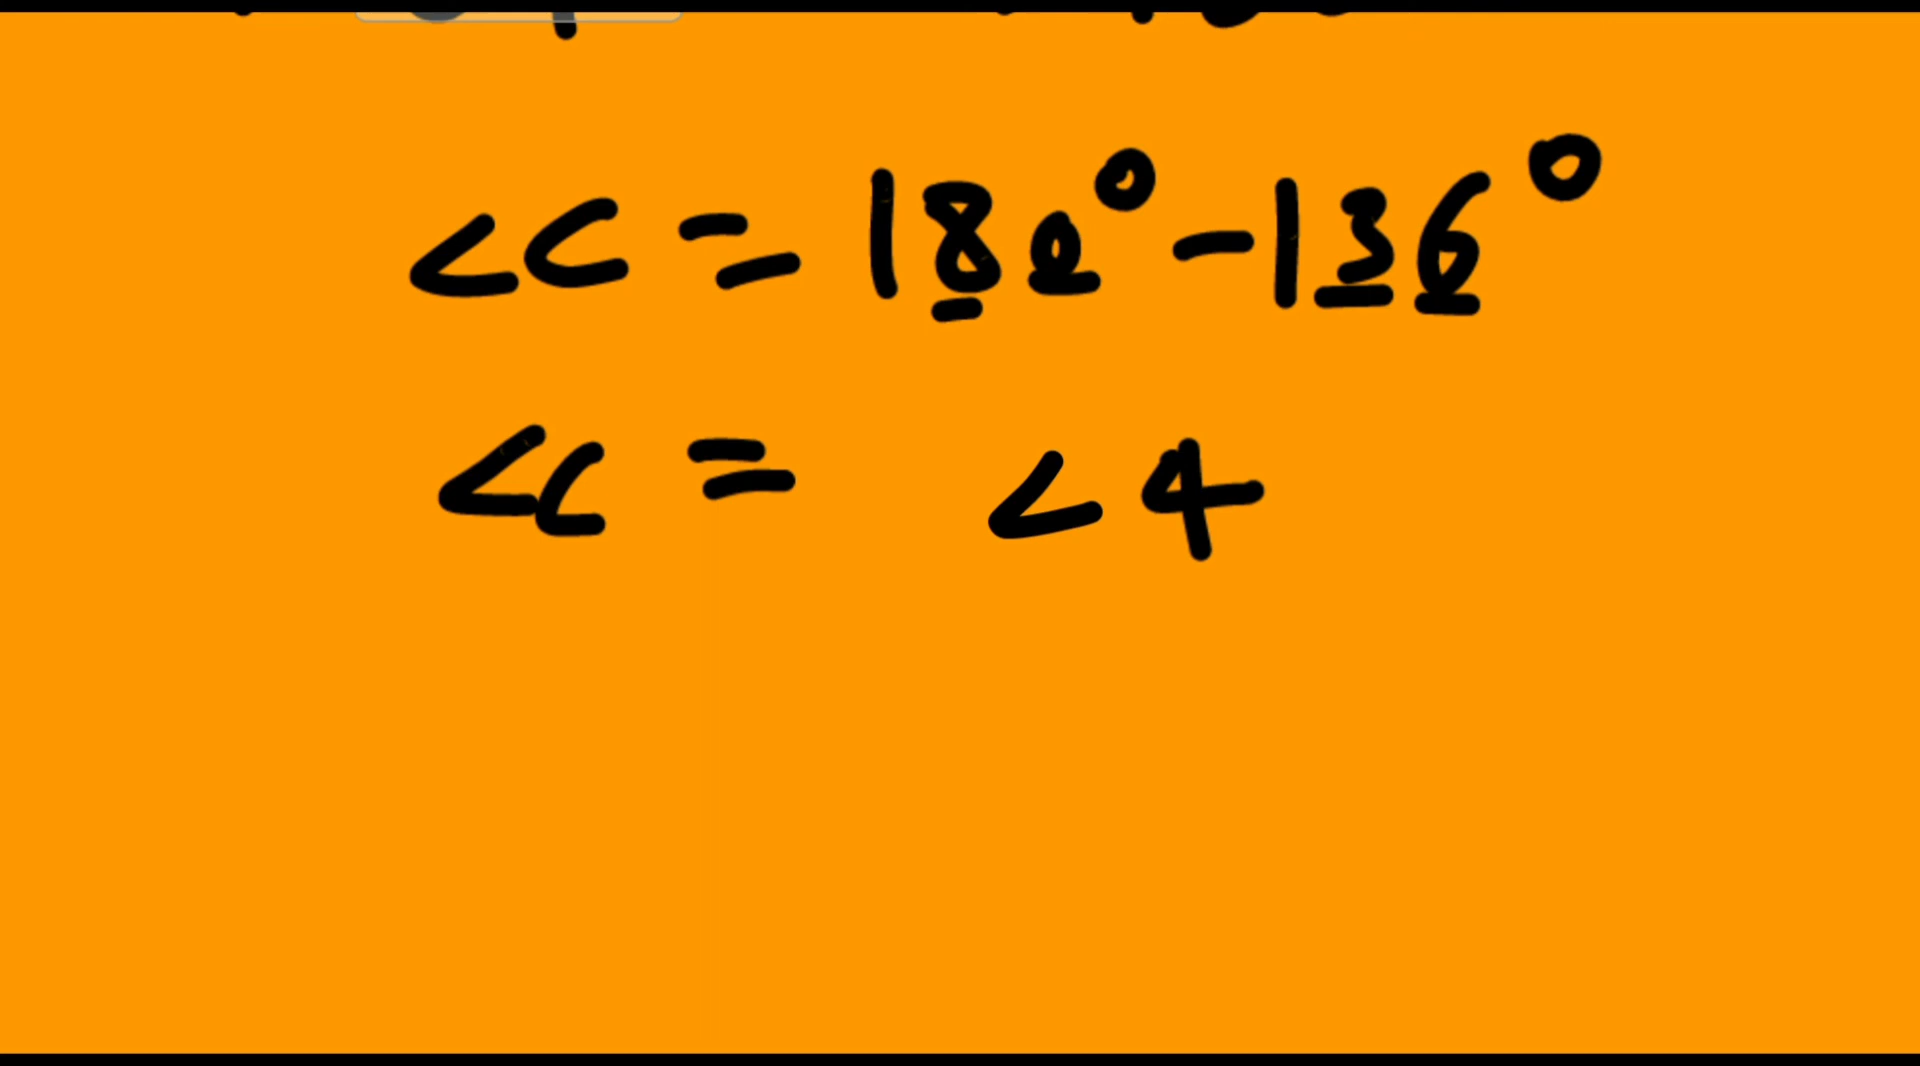 <C = 180° - 136°
<C = < 4